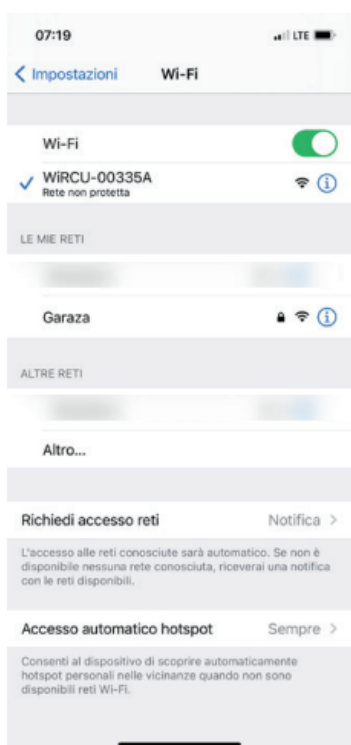 07:19 LTE
Impostazioni Wi-Fi
Wi-Fi
WiRCU-00335A
Rete non protetta
LE MIE RETI
Garaza
ALTRE RETI
Altro...
Richiedi accesso reti Notifica
L'accesso alle reti conosciute sarà automatico. Se non è
disponibile nessuna rete conosciuta, riceverai una notifica
con le reti disponibili.
Accesso automatico hotspot Sempre
Consenti al dispositivo di scoprire automaticamente
hotspot personali nelle vicinanze quando non sono
disponibili reti Wi-Fi.